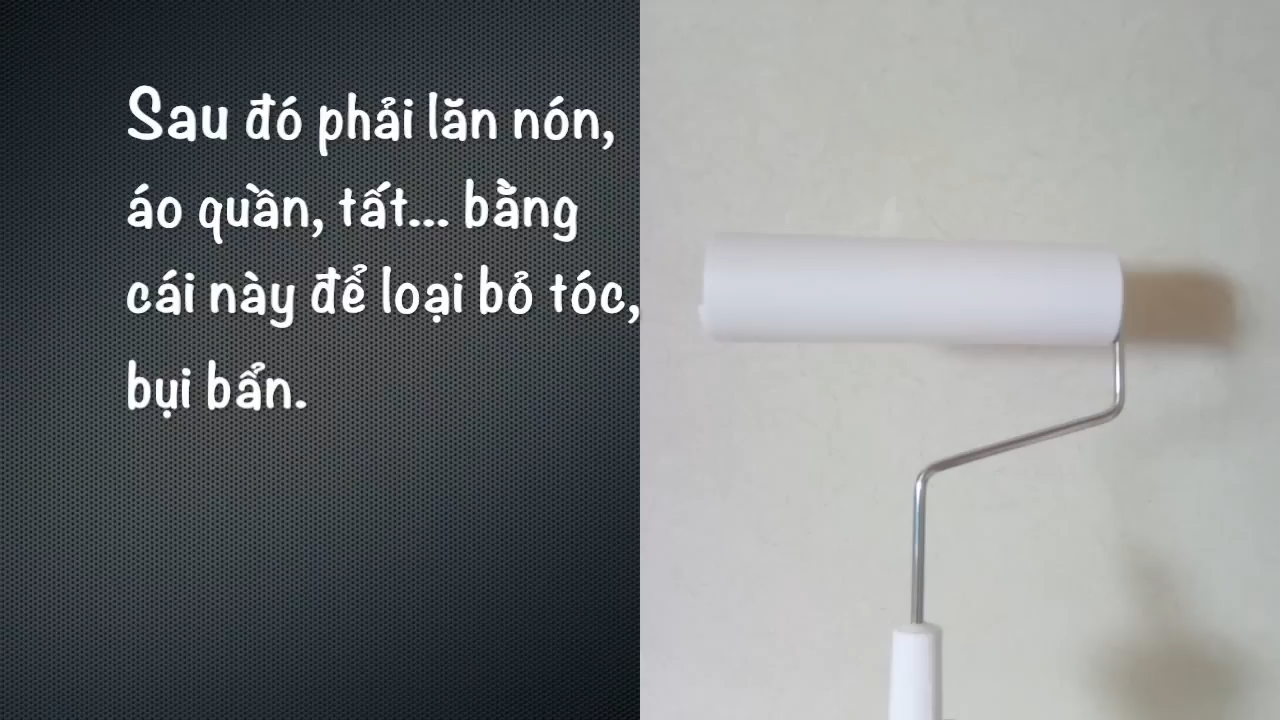 Sau đó phải lăn nón,
áo quần, tất... bằng
cái này để loại bỏ tóc,
bụi bẩn.